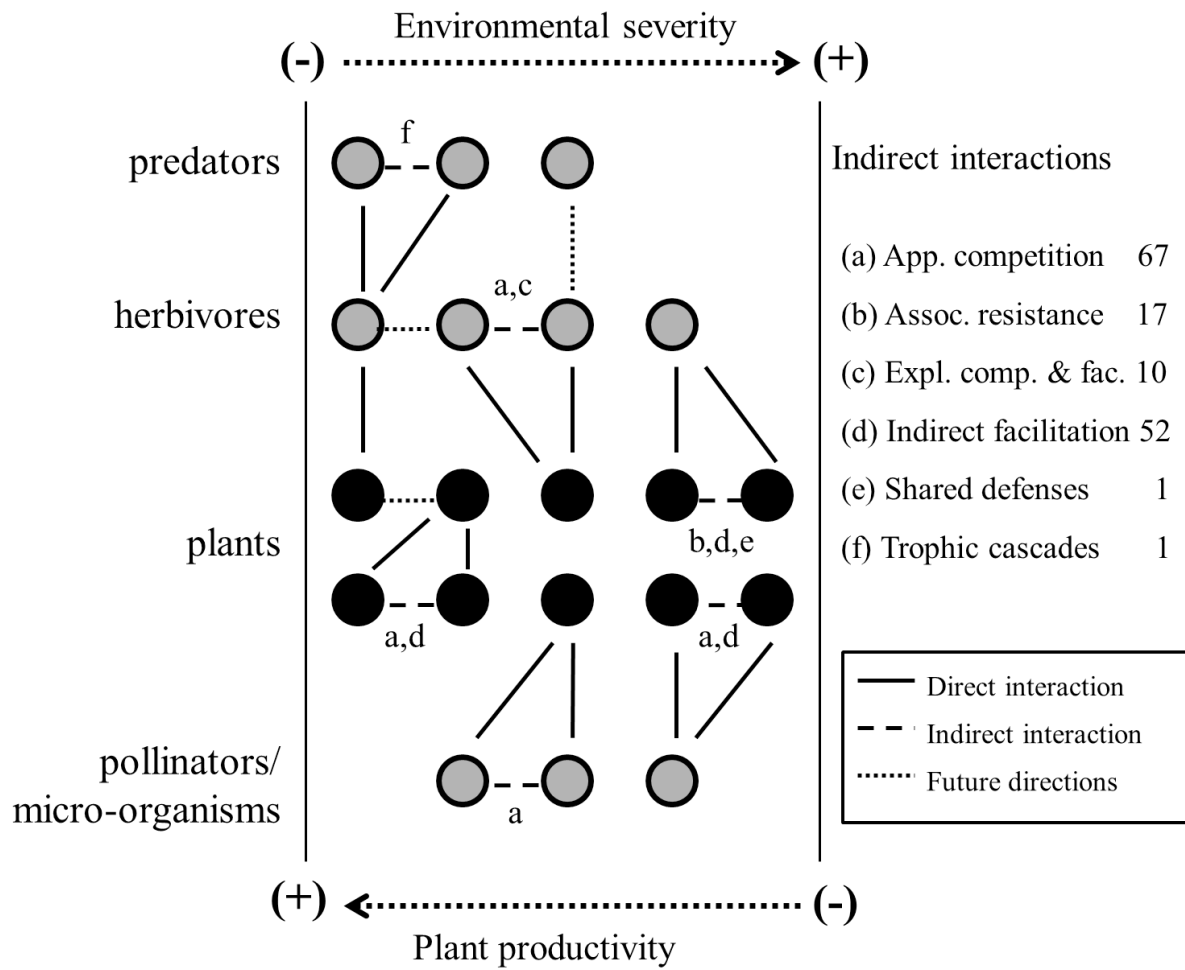 Environmental severity
(-) (+)
f
predators
Indirect interactions
(a) App. competition 67
a,c
herbivores
(b) Assoc. resistance 17
(c) Expl. comp. & fac. 10
(d) Indirect facilitation 52
(e) Shared defenses 1
plants
b,d,e
(f) Trophic cascades 1
a,d
a,d
Direct interaction
Indirect interaction
Future directions
pollinators/
micro-organisms
a
(+) (-)
Plant productivity